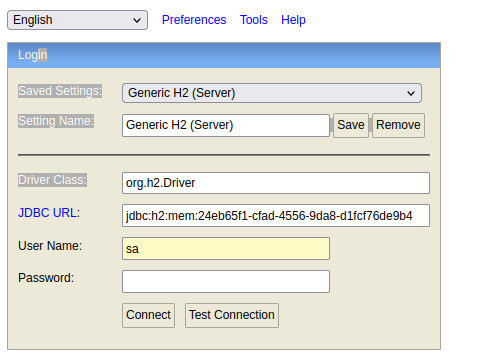 English Preferences Tools Help
Login
Saved Settings: Generic H2 (Server)
Setting Name: Generic H2 (Server) Save Remove
Driver Class: org.h2.Driver
JDBC URL: jdbc:h2:mem:24eb65f1-cfad-4556-9da8-d1fcf76de9b4
User Name: sa
Password:
Connect Test Connection